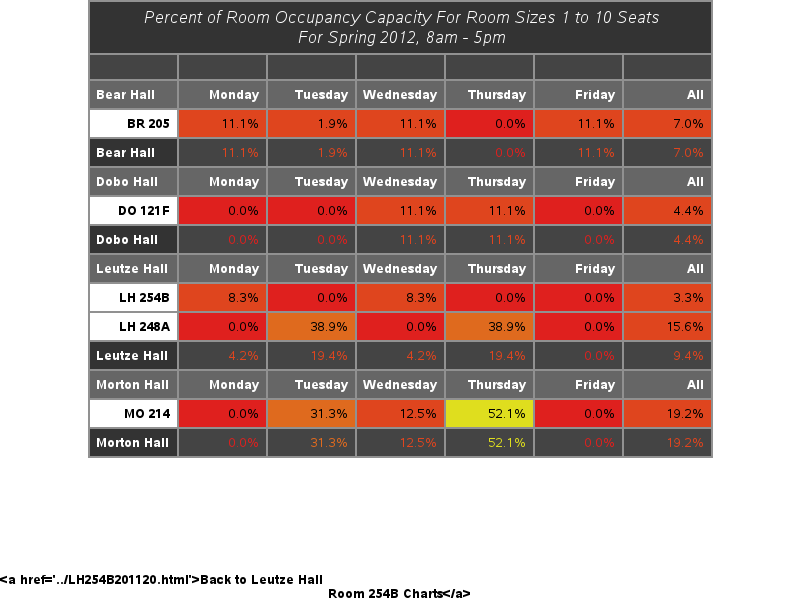 Percent of Room Occupancy Capacity For Room Sizes 1 to 10 Seats
For Spring 2012, 8am - 5pm
Bear Hall Monday Tuesday Wednesday Thursday Friday All
BR 205 11.1% 1.9% 11.1% 0.0% 11.1% 7.0%
Bear Hall 11.1% 1.9% 11.1% 0.0% 11.1% 7.0%
Dobo Hall Monday Tuesday Wednesday Thursday Friday All
DO 121F 0.0% 0.0% 11.1% 11.1% 0.0% 4.4%
Dobo Hall 0.0% 0.0% 11.1% 11.1% 0.0% 4.4%
Leutze Hall Monday Tuesday Wednesday Thursday Friday All
LH 254B 8.3% 0.0% 8.3% 0.0% 0.0% 3.3%
LH 248A 0.0% 38.9% 0.0% 38.9% 0.0% 15.6%
Leutze Hall 4.2% 19.4% 4.2% 19.4% 0.0% 9.4%
Morton Hall Monday Tuesday Wednesday Thursday Friday All
MO 214 0.0% 31.3% 12.5% 52.1% 0.0% 19.2%
Morton Hall 0.0% 31.3% 12.5% 52.1% 0.0% 19.2%
<a href='../LH254B201120.html'>Back to Leutze Hall
Room 254B Charts</a>